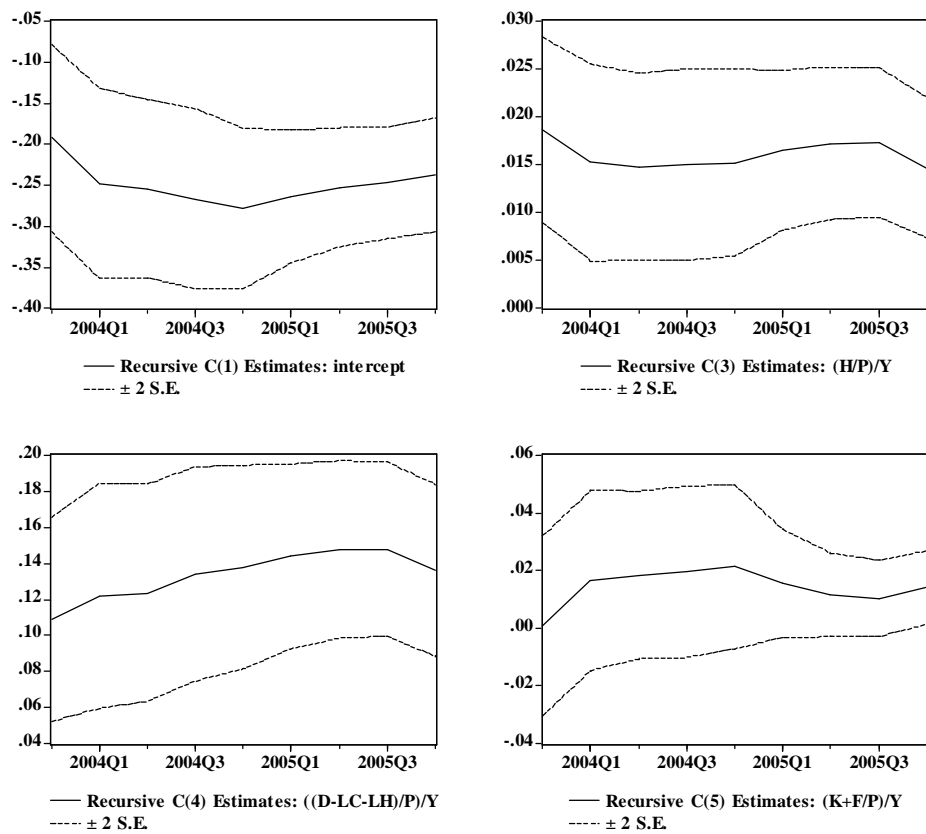 -.05
-.10
-.15
-.20
-.25
-.30
-.35
-.40
2004Q1 2004Q3 2005Q1 2005Q3
Recursive C(1) Estimates: intercept
± 2 S.E.
.030
.025
.020
.015
.010
.005
.000
2004Q1 2004Q3 2005Q1 2005Q3
Recursive C(3) Estimates: (H/P)/Y
± 2 S.E.
.20
.18
.16
.14
.12
.10
.08
.06
.04
2004Q1 2004Q3 2005Q1 2005Q3
Recursive C(4) Estimates: ((D-LC-LH)/P)/Y
± 2 S.E.
.06
.04
.02
.00
-.02
-.04
2004Q1 2004Q3 2005Q1 2005Q3
Recursive C(5) Estimates: (K+F/P)/Y
± 2 S.E.